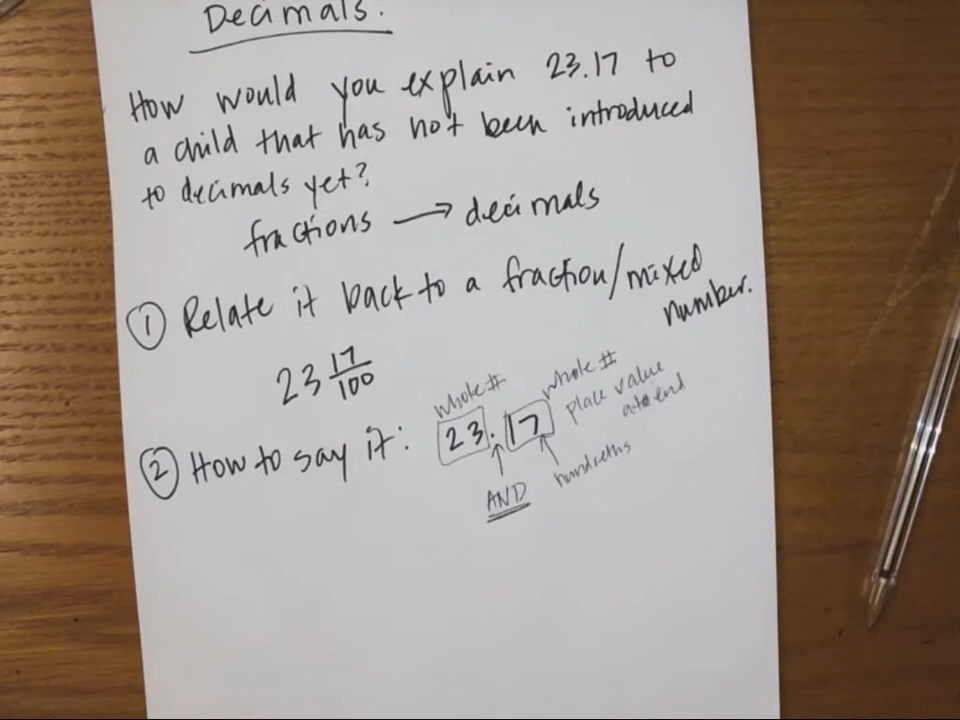 Decimals.
How would you explain 23.17 to
a child that has not been introduced
to decimals yet?
fractions → decimals
① Relate it back to a fraction/mixed
number.
23 17/100
② How to say it: 23.17
whole #
whole #
place value
at end
AND
hundreths